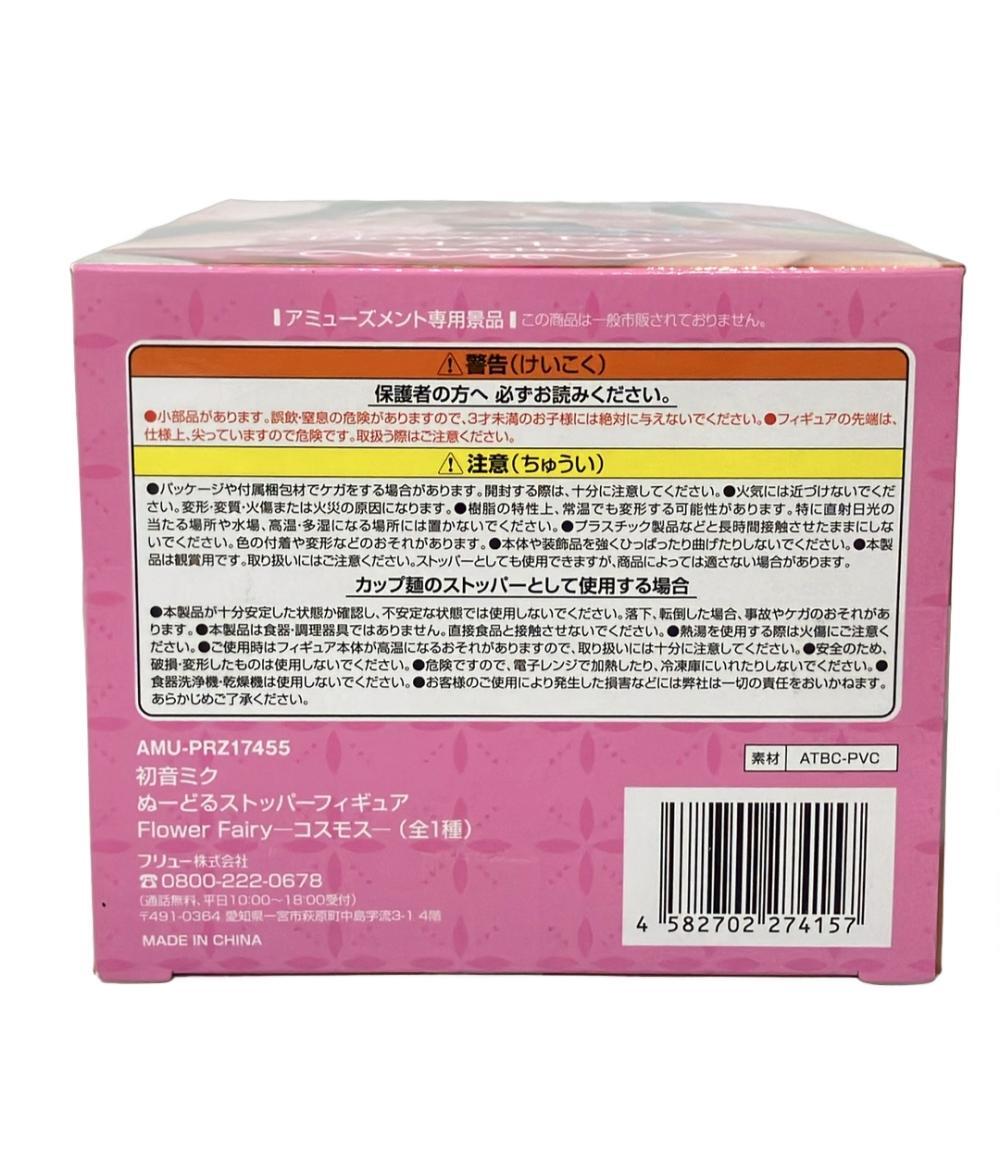 アミューズメント専用景品 この商品は一般市販されておりません。
⚠警告(けいこく)
保護者の方へ 必ずお読みください。
●小部品があります。誤飲・窒息の危険がありますので、3才未満のお子様には絶対に与えないでください。●フィギュアの先端は、
仕様上、尖っていますので危険です。取扱う際はご注意ください。
⚠注意(ちゅうい)
●パッケージや付属梱包材でケガをする場合があります。開封する際は、十分に注意してください。●火気には近づけないでくだ
さい。変形・変質・火傷または火災の原因になります。●樹脂の特性上、常温でも変形する可能性があります。特に直射日光の
当たる場所や水場、高温・多湿になる場所には置かないでください。●プラスチック製品などと長時間接触させたままにしな
いでください。色の付着や変形などのおそれがあります。●本体や装飾品を強くひっぱったり曲げたりしないでください。●本製
品は観賞用です。取り扱いにはご注意ください。ストッパーとしても使用できますが、商品によっては適さない場合があります。
カップ麺のストッパーとして使用する場合
●本製品が十分安定した状態か確認し、不安定な状態では使用しないでください。落下、転倒した場合、事故やケガのおそれがあ
ります。●本製品は食器・調理器具ではありません。直接食品と接触させないでください。●熱湯を使用する際は火傷にご注意く
ださい。●ご使用時はフィギュア本体が高温になるおそれがありますので、取り扱いには十分に注意してください。●安全のため、
破損・変形したものは使用しないでください。●危険ですので、電子レンジで加熱したり、冷凍庫にいれたりしないでください。●
食器洗浄機・乾燥機は使用しないでください。●お客様のご使用により発生した損害などには弊社は一切の責任をおいかねます。
あらかじめご了承ください。
AMU-PRZ17455
初音ミク
ぬーどるストッパーフィギュア
Flower Fairy―コスモス―(全1種)
フリュー株式会社
☎0800-222-0678
(通話無料、平日10:00～18:00受付)
〒491-0364 愛知県一宮市萩原町中島字流3-1 4階
MADE IN CHINA
素材 ATBC-PVC
4 582702 274157